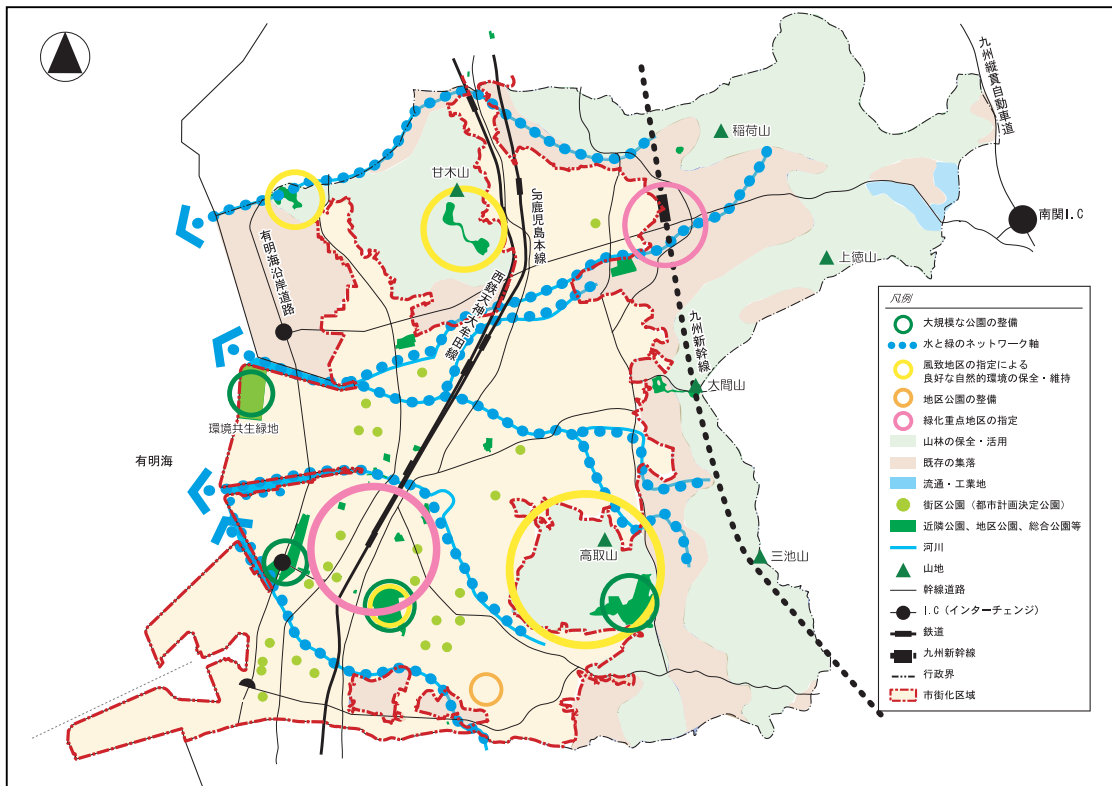 九州縦貫自動車道
稲荷山
甘木山
JR鹿児島本線
南関I.C
有明海沿岸道路
西鉄天神大牟田線
上徳山
九州新幹線
大間山
環境共生緑地
有明海
高取山
三池山
凡例
大規模な公園の整備
水と緑のネットワーク軸
風致地区の指定による
良好な自然的環境の保全・維持
地区公園の整備
緑化重点地区の指定
山林の保全・活用
既存の集落
流通・工業地
街区公園（都市計画決定公園）
近隣公園、地区公園、総合公園等
河川
山地
幹線道路
I.C（インターチェンジ）
鉄道
九州新幹線
行政界
市街化区域